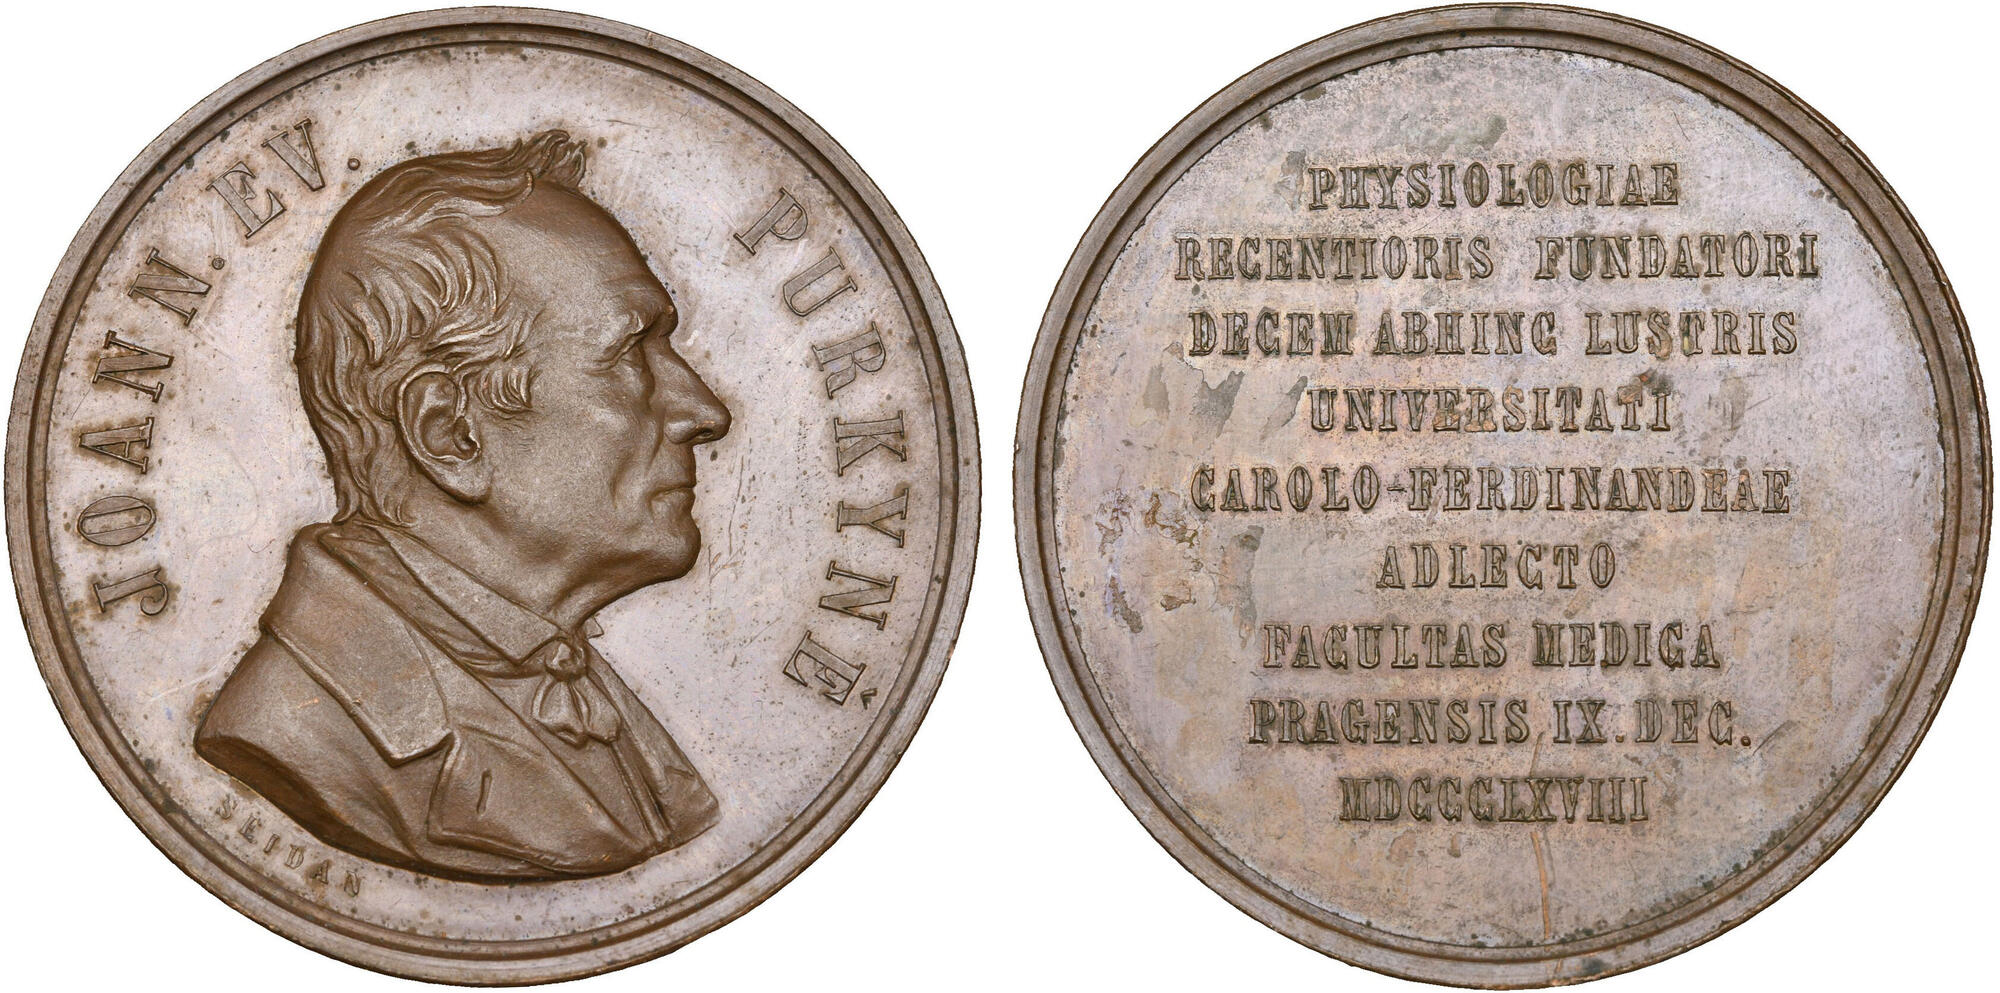 JOANN. EV. PURKYNĚ
SEIDAN
PHYSIOLOGIAE
RECENTIORIS FUNDATORI
DECEM ABHINC LUSTRIS
UNIVERSITATI
CAROLO-FERDINANDEAE
ADLECTO
FACULTAS MEDICA
PRAGENSIS IX. DEC.
MDCCCLXVIII